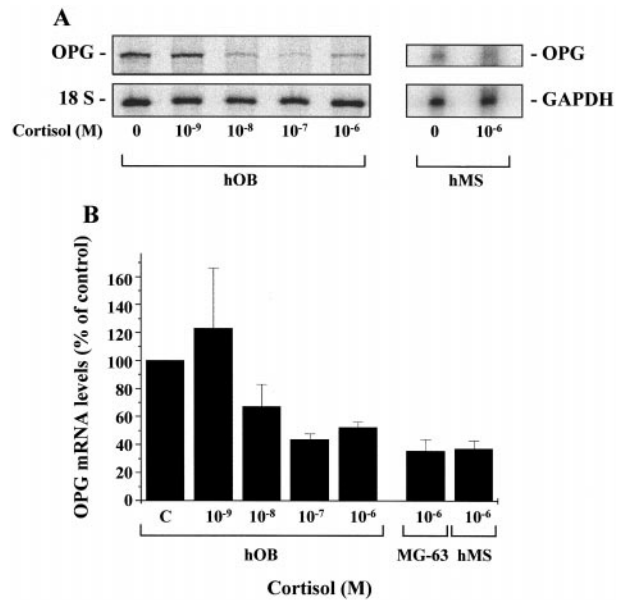 A
OPG -
- OPG
18 S -
- GAPDH
Cortisol (M) 0 10⁻⁹ 10⁻⁸ 10⁻⁷ 10⁻⁶ 0 10⁻⁶
hOB hMS
B
OPG mRNA levels (% of control)
160
140
120
100
80
60
40
20
0
C 10⁻⁹ 10⁻⁸ 10⁻⁷ 10⁻⁶ 10⁻⁶ 10⁻⁶
hOB MG-63 hMS
Cortisol (M)